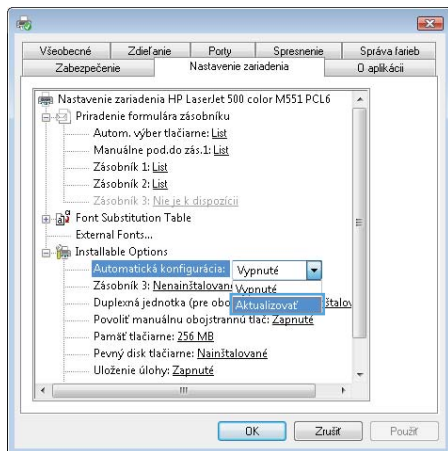 Všeobecné Zdieľanie Porty Spresnenie Správa farieb
Zabezpečenie Nastavenie zariadenia O aplikácii
Nastavenie zariadenia HP LaserJet 500 color M551 PCL6
Priradenie formulára zásobníku
Autom. výber tlačiarne: List
Manuálne pod.do zás.1: List
Zásobník 1: List
Zásobník 2: List
Zásobník 3: Nie je k dispozícii
Font Substitution Table
External Fonts...
Installable Options
Automatická konfigurácia: Vypnuté
Zásobník 3: Nenainštalované Vypnuté
Duplexná jednotka (pre Aktualizovať
Povoliť manuálnu obojstrannú tlač: Zapnuté
Pamäť tlačiarne: 256 MB
Pevný disk tlačiarne: Nainštalované
Uloženie úlohy: Zapnuté
OK Zrušiť Použiť